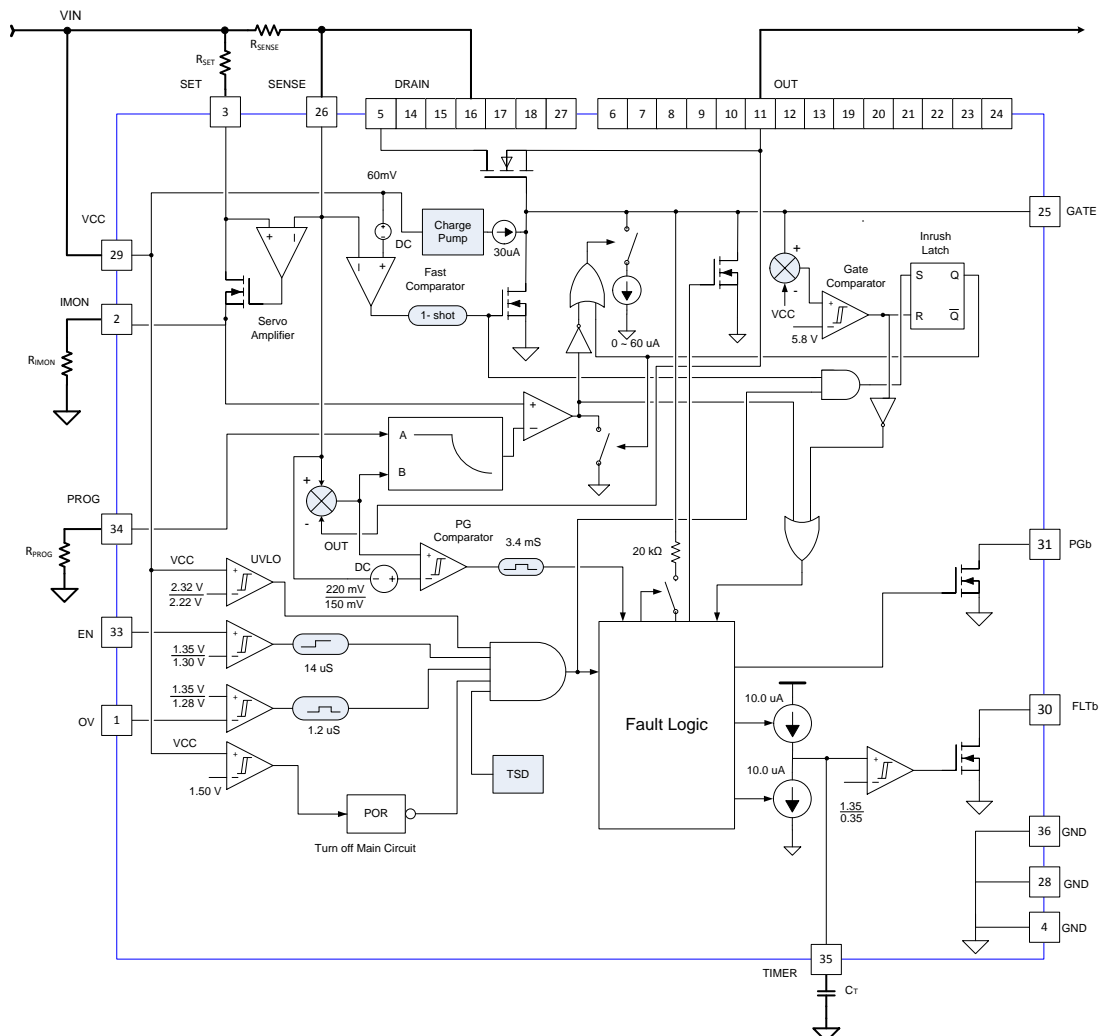 VIN
RSENSE
RSET
SET
SENSE
DRAIN
OUT
3
26
5
14
15
16
17
18
27
6
7
8
9
10
11
12
13
19
20
21
22
23
24
60mV
VCC
29
DC
Charge
Pump
30uA
25
GATE
Inrush
Latch
+
S
Q
R
Q
Gate
Comparator
VCC
5.8 V
Fast
Comparator
1- shot
IMON
2
Servo
Amplifier
0 ~ 60 uA
RIMON
A
B
PROG
34
RPROG
OUT
PG
Comparator
3.4 mS
DC
220 mV
150 mV
20 kΩ
31
PGb
VCC
UVLO
2.32 V
2.22 V
EN
33
1.35 V
1.30 V
14 uS
1.35 V
1.28 V
OV
1
1.2 uS
VCC
1.50 V
TSD
POR
Turn off Main Circuit
Fault Logic
10.0 uA
10.0 uA
30
FLTb
1.35
0.35
36
GND
28
GND
4
GND
TIMER
35
CT